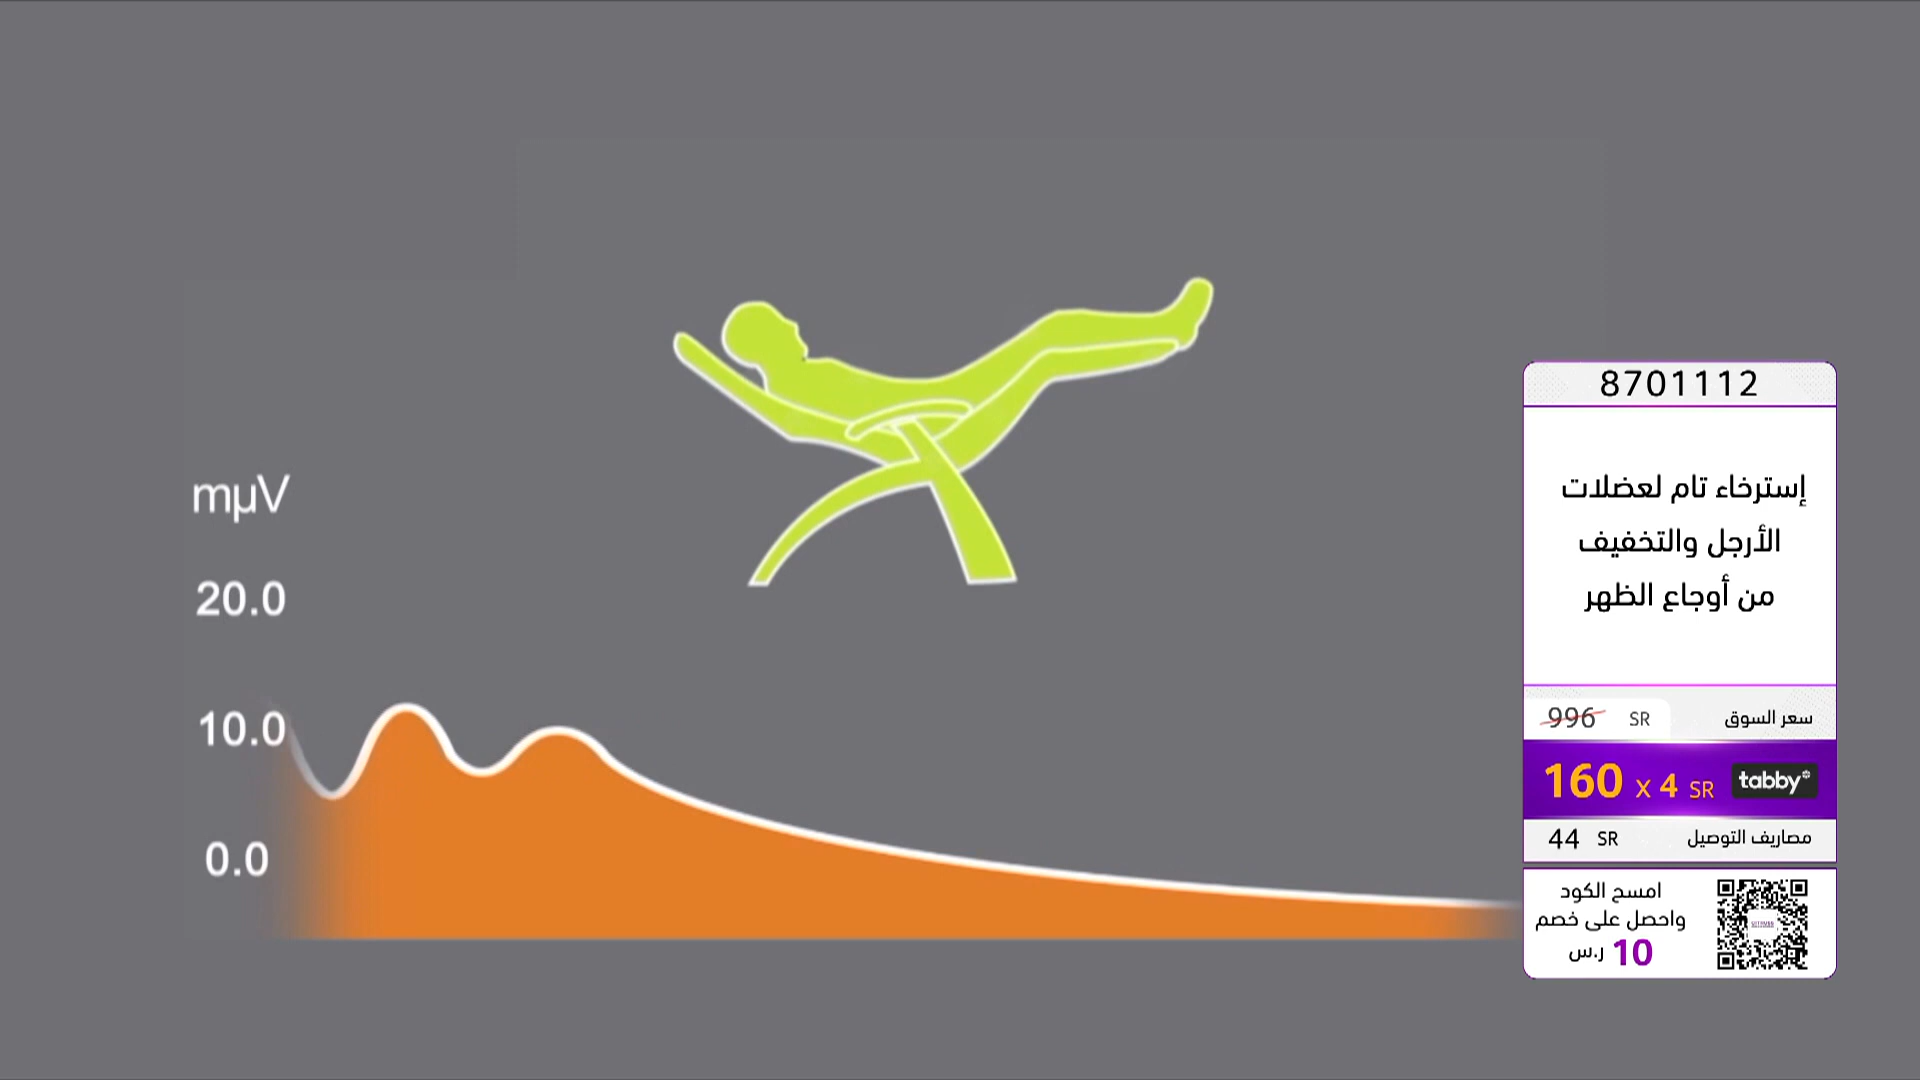 mµV
20.0
10.0
0.0
8701112
إسترخاء تام لعضلات
الأرجل والتخفيف
من أوجاع الظهر
سعر السوق SR 996
tabby SR 4 x 160
مصاريف التوصيل SR 44
امسح الكود
واحصل على خصم
10 ر.س